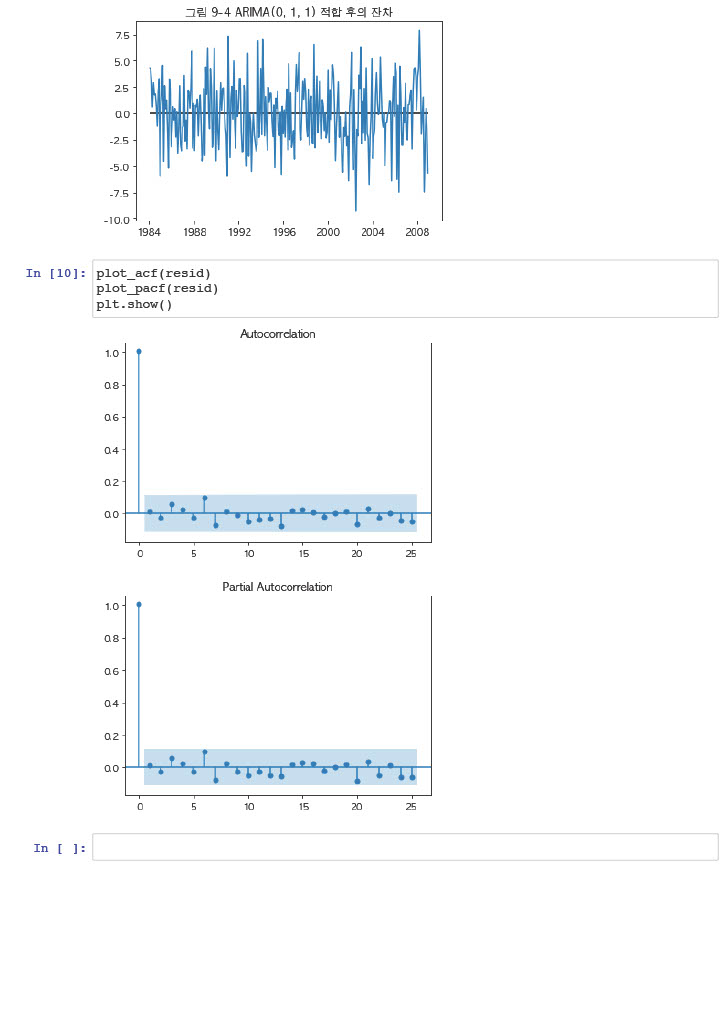 그림 9-4 ARIMA(0, 1, 1) 적합 후의 잔차
7.5
5.0
2.5
0.0
-2.5
-5.0
-7.5
-10.0
1984 1988 1992 1996 2000 2004 2008
In [10]: plot_acf(resid)
plot_pacf(resid)
plt.show()
Autocorrelation
1.0
0.8
0.6
0.4
0.2
0.0
0 5 10 15 20 25
Partial Autocorrelation
1.0
0.8
0.6
0.4
0.2
0.0
0 5 10 15 20 25
In [ ]: